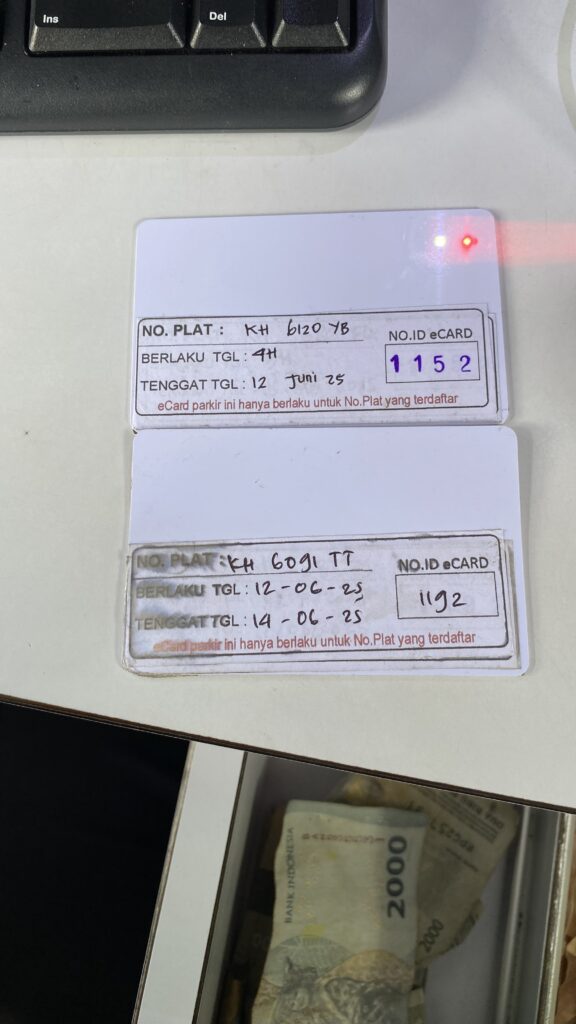 Ins
Del
NO. PLAT : KH 6120 YB
NO.ID eCARD
BERLAKU TGL : 4H
1152
TENGGAT TGL : 12 Juni 25
eCard parkir ini hanya berlaku untuk No.Plat yang terdaftar
NO. PLAT : KH 6091 TT
NO.ID eCARD
BERLAKU TGL : 12-06-25
1192
TENGGAT TGL : 14-06-25
eCard parkir ini hanya berlaku untuk No.Plat yang terdaftar
BANK INDONESIA
2000
2000